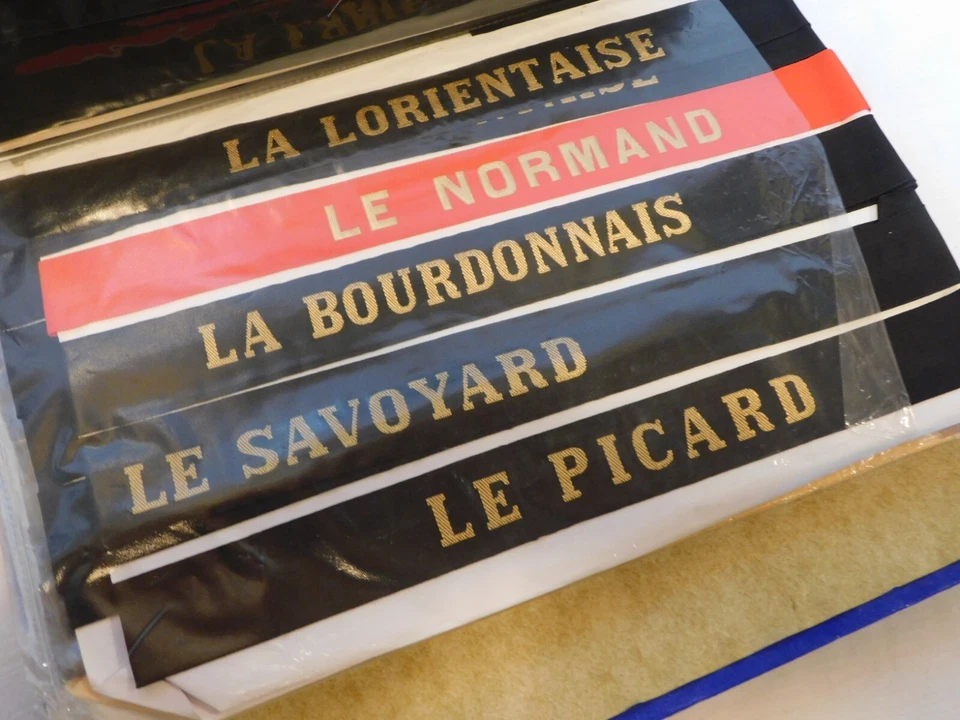 LA LORIENTAISE
LE NORMAND
LA BOURDONNAIS
LE SAVOYARD
LE PICARD